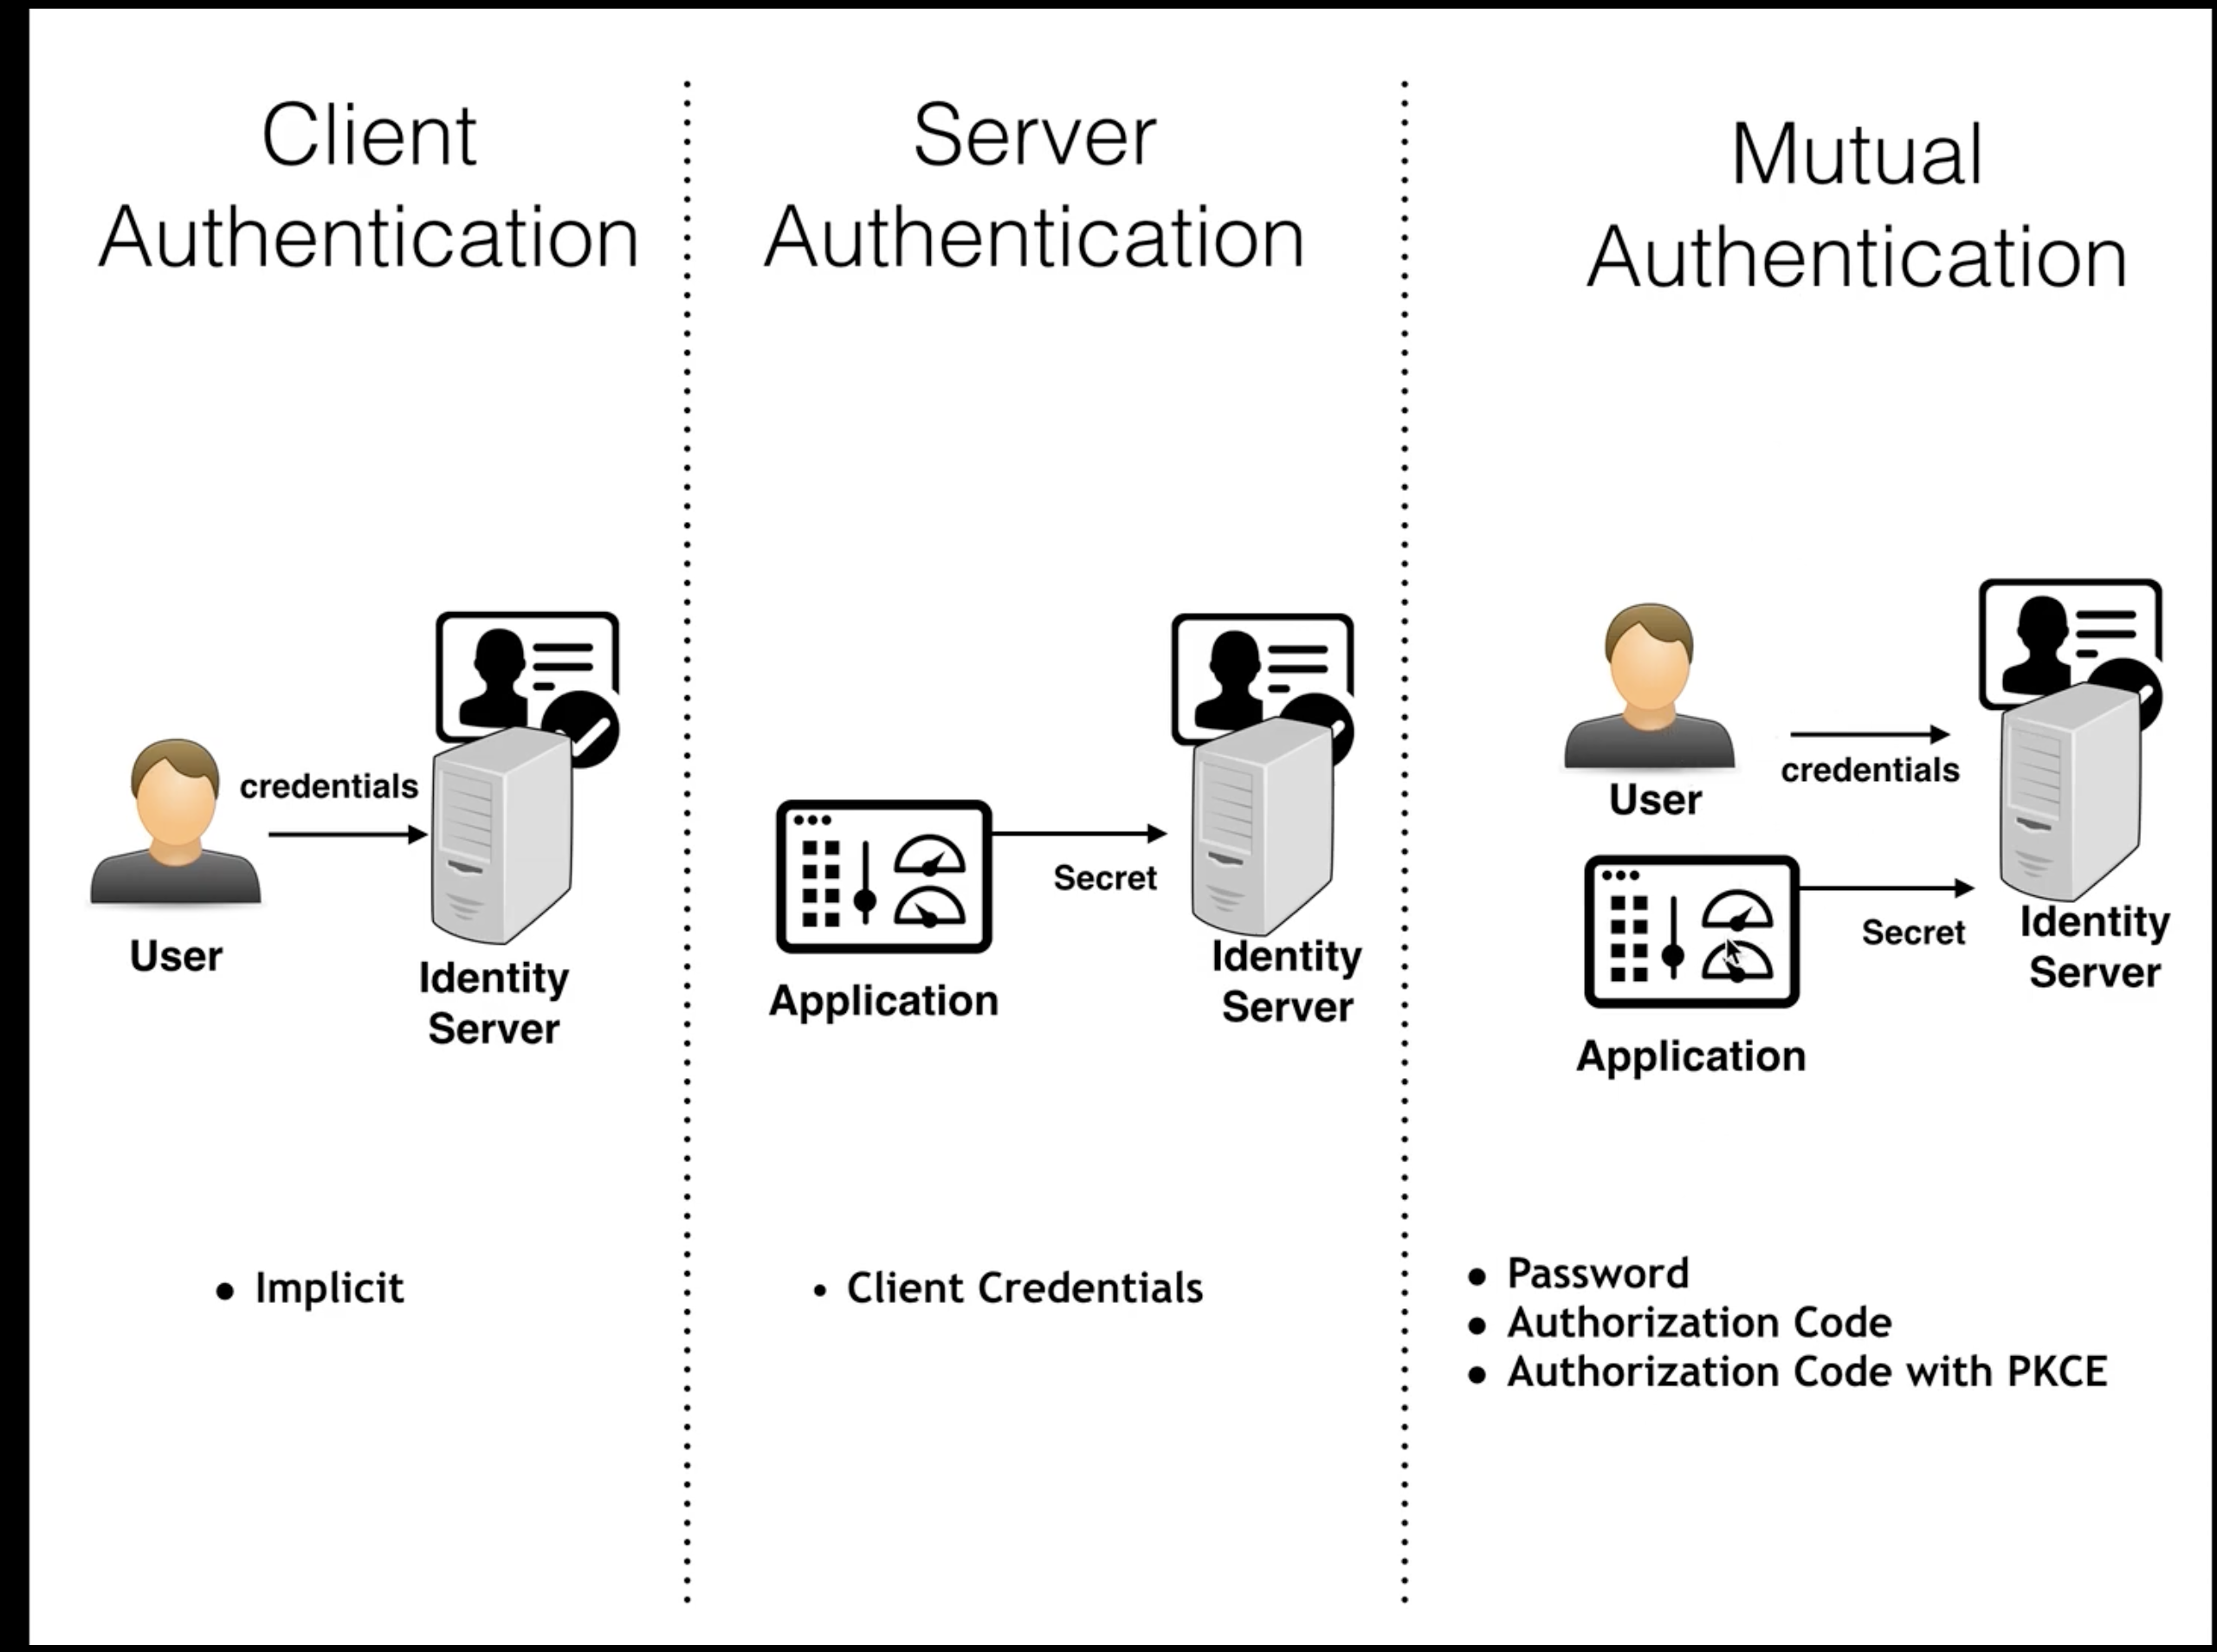 Client
Authentication
credentials
User
Identity
Server
• Implicit
Server
Authentication
Secret
Application
Identity
Server
• Client Credentials
Mutual
Authentication
credentials
User
Secret
Identity
Server
Application
• Password
• Authorization Code
• Authorization Code with PKCE